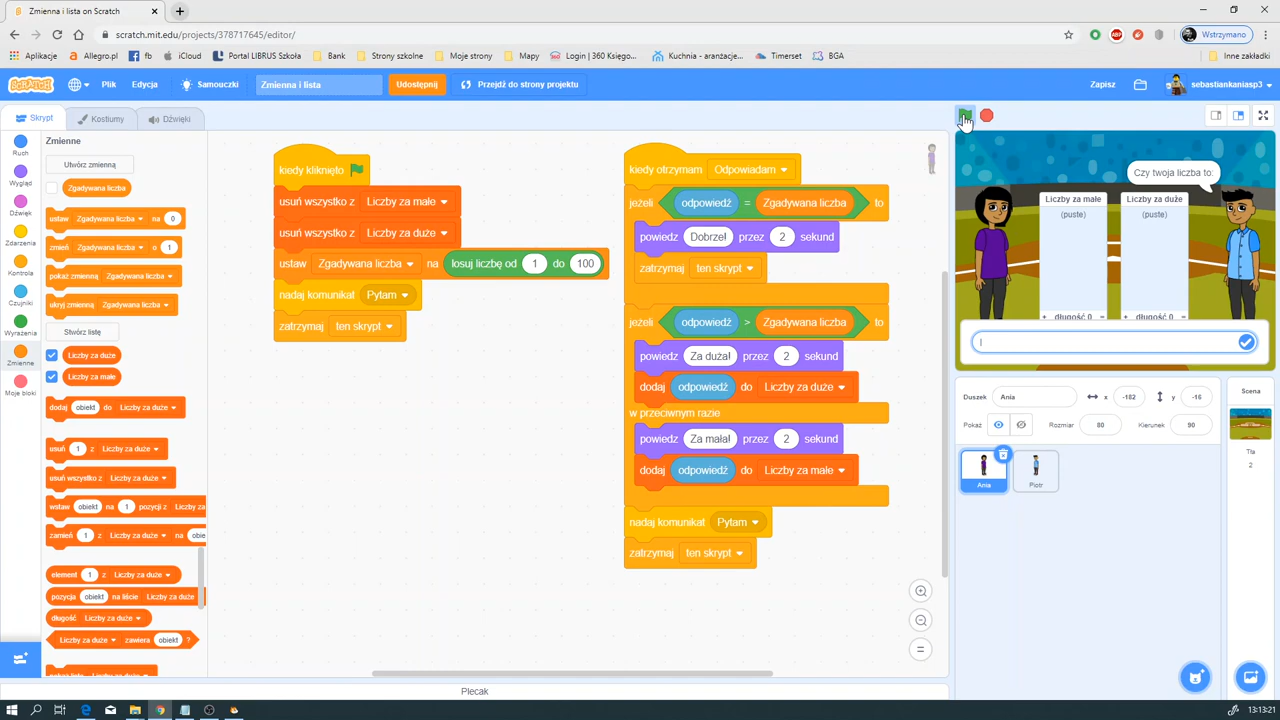 Zmienna i lista on Scratch
scratch.mit.edu/projects/378717645/editor/
Wstrzymano
Aplikacje
Allegro.pl
fb
iCloud
Portal LIBRUS Szkoła
Bank
Strony szkolne
Moje strony
Mapy
Login | 360 Księgo...
Kuchnia - aranżacje...
Timerset
BGA
Inne zakładki
SCRATCH
Plik
Edycja
Samouczki
Zmienna i lista
Udostępnij
Przejdź do strony projektu
Zapisz
sebastiankaniasp3
Skrypt
Kostiumy
Dźwięki
Ruch
Wygląd
Dźwięk
Zdarzenia
Kontrola
Czujniki
Wyrażenia
Zmienne
Moje bloki
Zmienne
Utwórz zmienną
Zgadywana liczba
ustaw Zgadywana liczba na 0
zmień Zgadywana liczba o 1
pokaż zmienną Zgadywana liczba
ukryj zmienną Zgadywana liczba
Stwórz listę
Liczby za duże
Liczby za małe
dodaj obiekt do Liczby za duże
usuń 1 z Liczby za duże
usuń wszystko z Liczby za duże
wstaw obiekt na 1 pozycji z Liczby za
zamień 1 z Liczby za duże na obie
element 1 z Liczby za duże
pozycja obiekt na liście Liczby za duże
długość Liczby za duże
Liczby za duże zawiera obiekt ?
kiedy kliknięto
usuń wszystko z Liczby za małe
usuń wszystko z Liczby za duże
ustaw Zgadywana liczba na losuj liczbę od 1 do 100
nadaj komunikat Pytam
zatrzymaj ten skrypt
kiedy otrzymam Odpowiadam
jeżeli odpowiedź = Zgadywana liczba to
powiedz Dobrze! przez 2 sekund
zatrzymaj ten skrypt
jeżeli odpowiedź > Zgadywana liczba to
powiedz Za duża! przez 2 sekund
dodaj odpowiedź do Liczby za duże
w przeciwnym razie
powiedz Za mała! przez 2 sekund
dodaj odpowiedź do Liczby za małe
nadaj komunikat Pytam
zatrzymaj ten skrypt
Czy twoja liczba to:
Liczby za małe
(puste)
+ długość 0 =
Liczby za duże
(puste)
+ długość 0 =
Duszek
Ania
x
-182
y
-16
Pokaż
Rozmiar
80
Kierunek
90
Ania
Piotr
Scena
Tła
2
Plecak
13:13:21